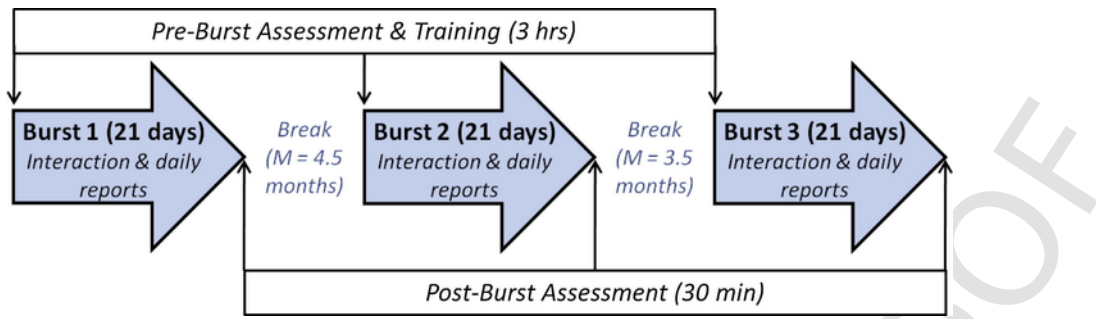 Pre-Burst Assessment & Training (3 hrs)
Burst 1 (21 days)
Interaction & daily
reports
Break
(M = 4.5
months)
Burst 2 (21 days)
Interaction & daily
reports
Break
(M = 3.5
months)
Burst 3 (21 days)
Interaction & daily
reports
Post-Burst Assessment (30 min)
OF